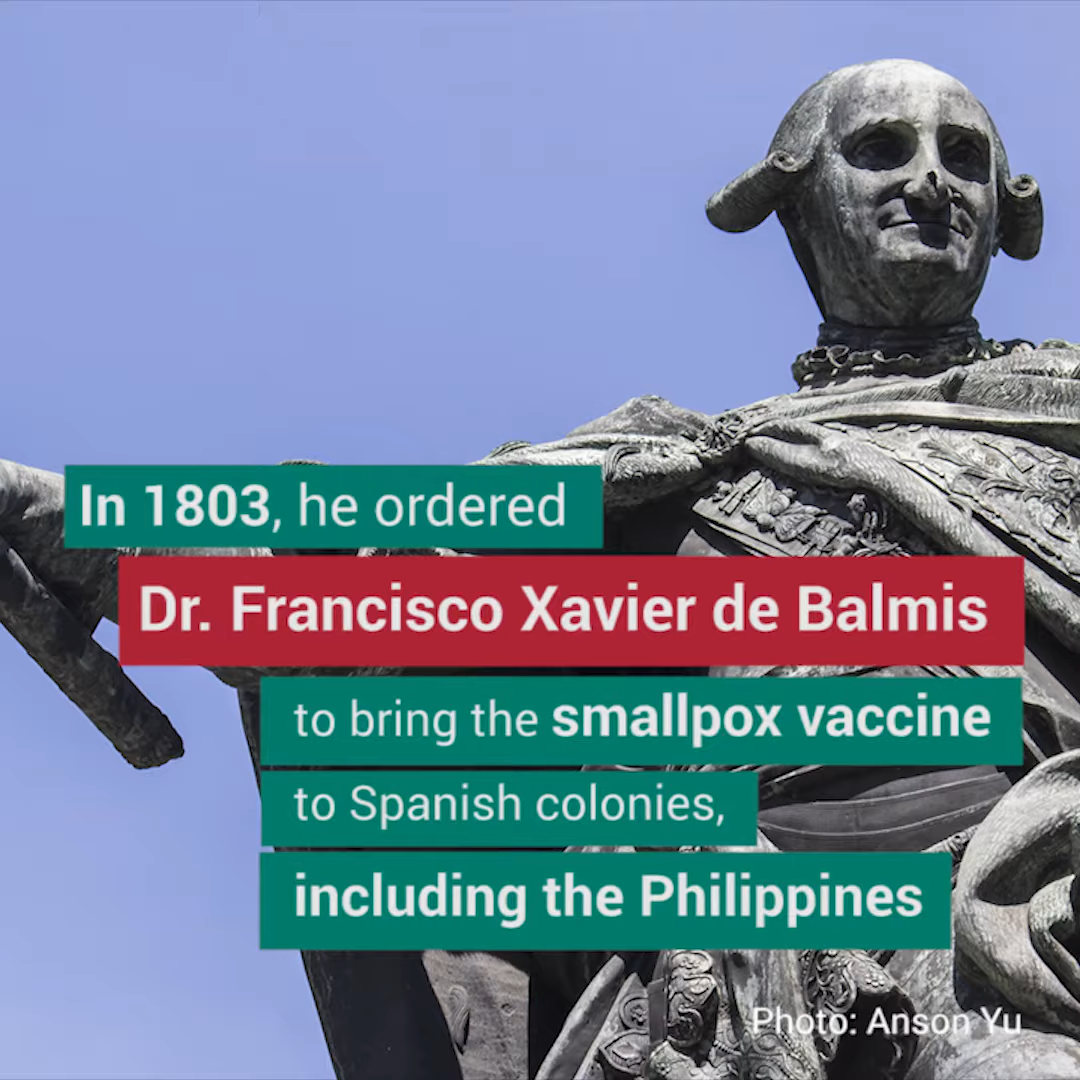 In 1803, he ordered
Dr. Francisco Xavier de Balmis
to bring the smallpox vaccine
to Spanish colonies,
including the Philippines
Photo: Anson Yu